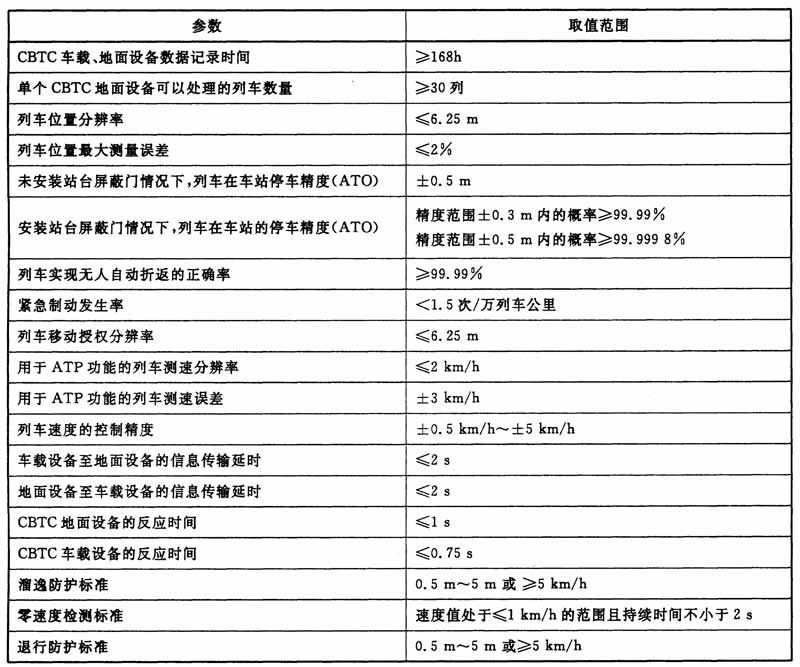 参数 取值范围
CBTC 车载、地面设备数据记录时间 ≥168h
单个 CBTC 地面设备可以处理的列车数量 ≥30 列
列车位置分辨率 ≤6.25 m
列车位置最大测量误差 ≤2%
未安装站台屏蔽门情况下,列车在车站停车精度(ATO) ±0.5 m
安装站台屏蔽门情况下,列车在车站的停车精度(ATO) 精度范围±0.3 m 内的概率≥99.99%
精度范围±0.5 m 内的概率≥99.999 8%
列车实现无人自动折返的正确率 ≥99.99%
紧急制动发生率 <1.5 次/万列车公里
列车移动授权分辨率 ≤6.25 m
用于 ATP 功能的列车测速分辨率 ≤2 km/h
用于 ATP 功能的列车测速误差 ±3 km/h
列车速度的控制精度 ±0.5 km/h～±5 km/h
车载设备至地面设备的信息传输延时 ≤2 s
地面设备至车载设备的信息传输延时 ≤2 s
CBTC 地面设备的反应时间 ≤1 s
CBTC 车载设备的反应时间 ≤0.75 s
溜逸防护标准 0.5 m～5 m 或 ≥5 km/h
零速度检测标准 速度值处于≤1 km/h 的范围且持续时间不小于 2 s
退行防护标准 0.5 m～5 m 或≥5 km/h